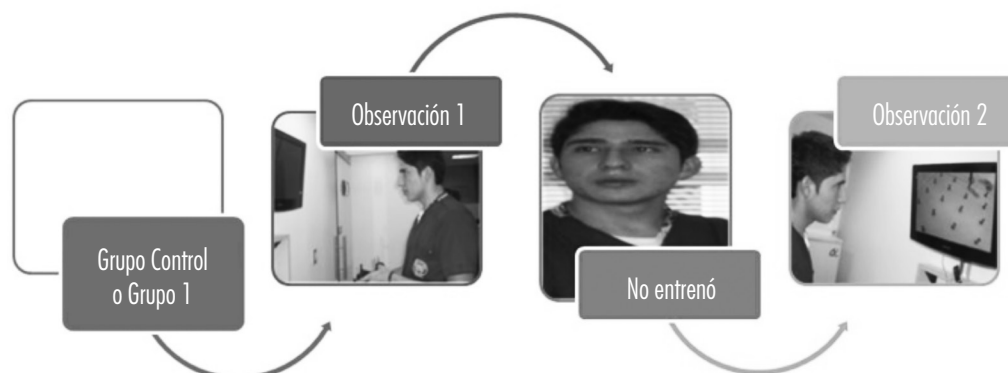 Grupo Control
o Grupo 1
Observación 1
No entrenó
Observación 2